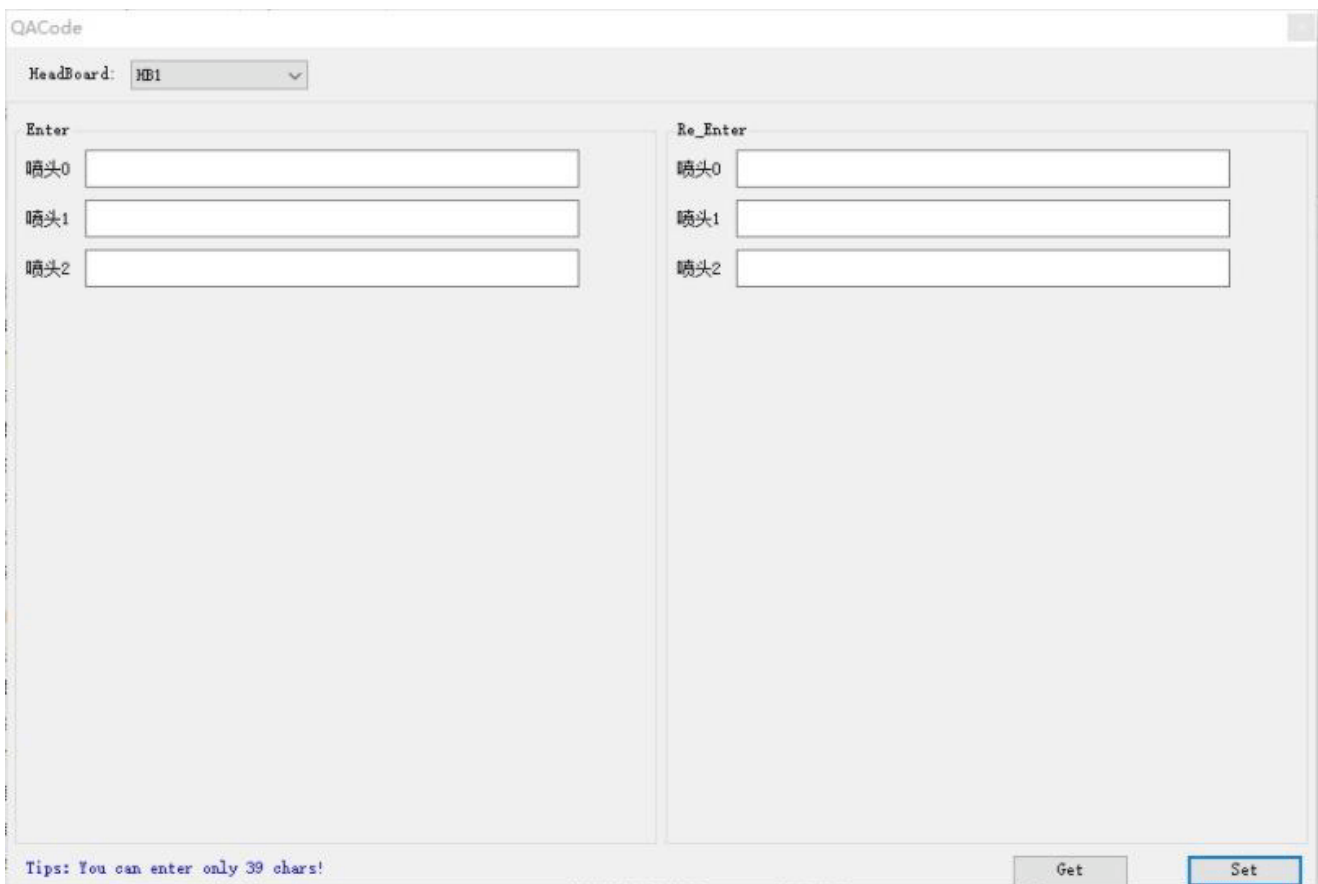 QACode
HeadBoard: HB1
Enter
喷头0
喷头1
喷头2
Re_Enter
喷头0
喷头1
喷头2
Tips: You can enter only 39 chars!
Get
Set